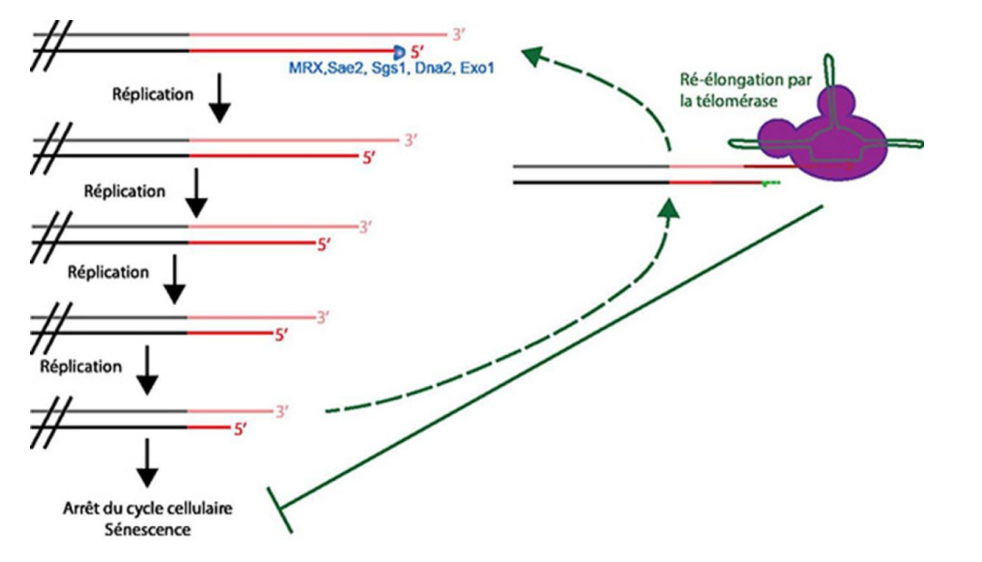 3'
5'
MRX,Sae2, Sgs1, Dna2, Exo1
Réplication
3'
5'
Réplication
3'
5'
Réplication
3'
5'
Réplication
3'
5'
Arrêt du cycle cellulaire
Sénescence
Ré-élongation par
la télomérase